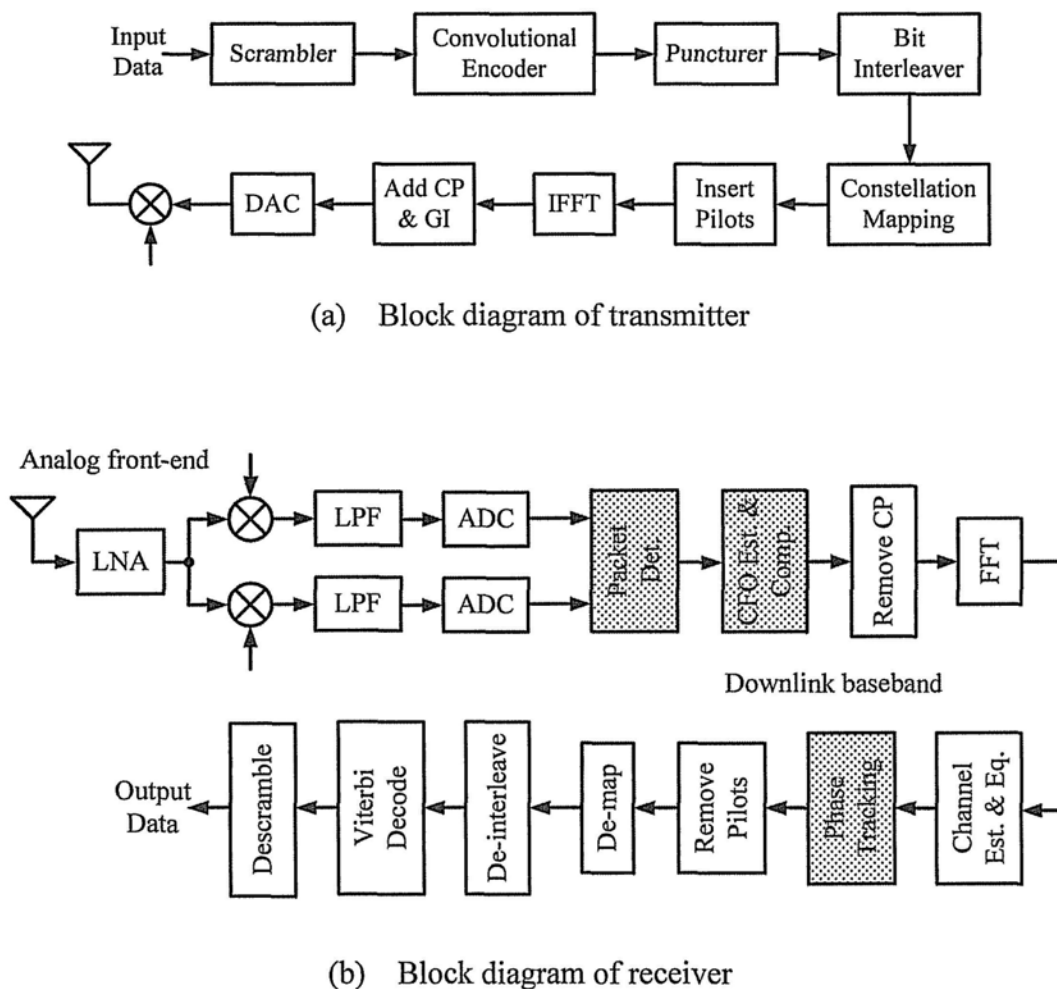 Input
Data
Scrambler
Convolutional
Encoder
Puncturer
Bit
Interleaver
DAC
Add CP
& GI
IFFT
Insert
Pilots
Constellation
Mapping
(a) Block diagram of transmitter
Analog front-end
LNA
LPF
ADC
LPF
ADC
Packet
Det.
CFO Est. &
Comp.
Remove CP
FFT
Downlink baseband
Output
Data
Descramble
Viterbi
Decode
De-interleave
De-map
Remove
Pilots
Phase
Tracking
Channel
Est. & Eq.
(b) Block diagram of receiver